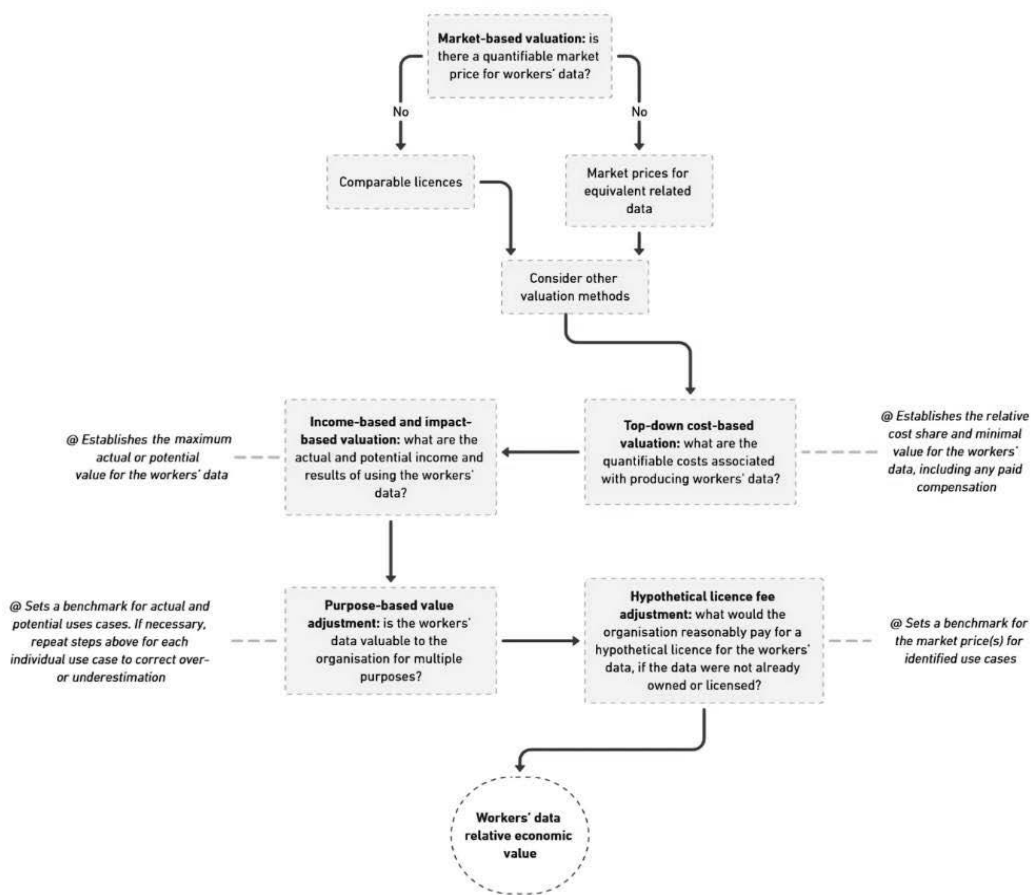 Market-based valuation: is
there a quantifiable market
price for workers' data?
No
No
Comparable licences
Market prices for
equivalent related
data
Consider other
valuation methods
@ Establishes the maximum
actual or potential
value for the workers' data
Income-based and impact-
based valuation: what are the
actual and potential income and
results of using the workers'
data?
Top-down cost-based
valuation: what are the
quantifiable costs associated
with producing workers' data?
@ Establishes the relative
cost share and minimal
value for the workers'
data, including any paid
compensation
@ Sets a benchmark for actual and
potential uses cases. If necessary,
repeat steps above for each
individual use case to correct over-
or underestimation
Purpose-based value
adjustment: is the workers'
data valuable to the
organisation for multiple
purposes?
Hypothetical licence fee
adjustment: what would the
organisation reasonably pay for a
hypothetical licence for the workers'
data, if the data were not already
owned or licensed?
@ Sets a benchmark for
the market price(s) for
identified use cases
Workers' data
relative economic
value